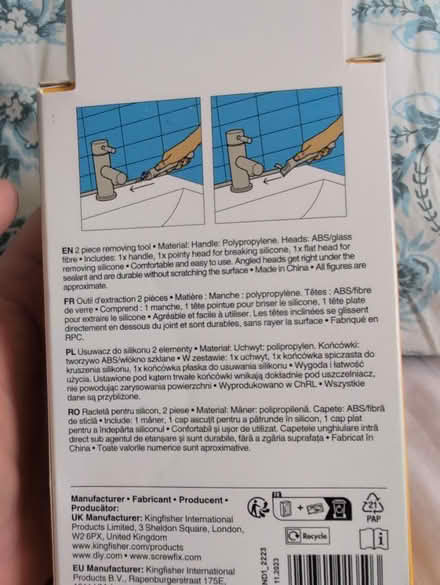 EN 2 piece removing tool • Material: Handle: Polypropylene. Heads: ABS/glass
fibre • Includes: 1x handle, 1x pointy head for breaking silicone, 1x flat head for
removing silicone • Comfortable and easy to use. Angled heads get right under the
sealant and are durable without scratching the surface • Made in China • All figures are
approximate.
FR Outil d'extraction 2 pièces • Matière : Manche : polypropylène. Têtes : ABS/fibre
de verre • Comprend : 1 manche, 1 tête pointue pour briser le silicone, 1 tête plate
pour extraire le silicone • Agréable et facile à utiliser. Les têtes inclinées se glissent
directement en dessous du joint et sont durables, sans rayer la surface • Fabriqué en
RPC.
PL Usuwacz do silikonu 2 elementy • Materiał: Uchwyt: polipropylen. Końcówki:
tworzywo ABS/włókno szklane • W zestawie: 1x uchwyt, 1x końcówka spiczasta do
kruszenia silikonu, 1x końcówka płaska do usuwania silikonu • Wygoda i łatwość
użycia. Ustawione pod kątem trwałe końcówki wnikają dokładnie pod uszczelniacz,
nie powodując zarysowania powierzchni • Wyprodukowano w ChRL • Wszystkie
dane są przybliżone.
RO Racletă pentru silicon, 2 piese • Material: Mâner: polipropilenă. Capete: ABS/fibră
de sticlă • Include: 1 mâner, 1 cap ascuțit pentru a pătrunde în silicon, 1 cap plat
pentru a îndepărta siliconul • Confortabil și ușor de utilizat. Capetele unghiulare intră
direct sub agentul de etanșare și sunt durabile, fără a zgâria suprafața • Fabricat în
China • Toate valorile numerice sunt aproximative.
Manufacturer • Fabricant • Producent •
Producător:
UK Manufacturer: Kingfisher International
Products Limited, 3 Sheldon Square, London,
W2 6PX, United Kingdom
www.kingfisher.com/products
www.diy.com • www.screwfix.com
EU Manufacturer: Kingfisher International
Products B.V., Rapenburgerstraat 175E,
FR
21
PAP
Recycle
ND1_2223
11.2023